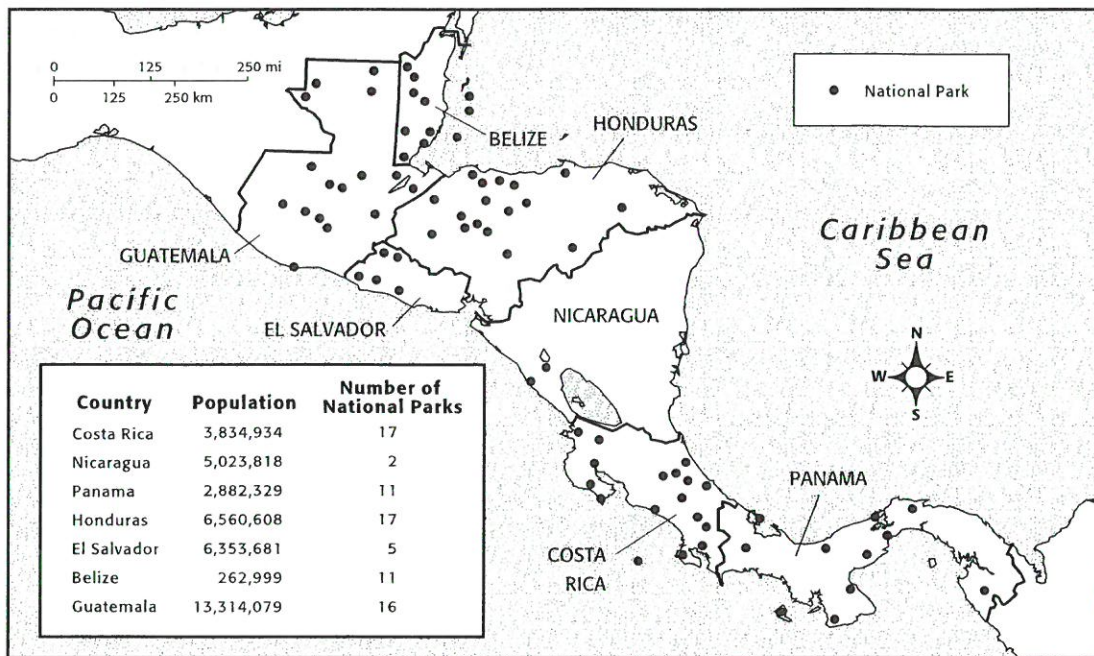 0 125 250 mi
0 125 250 km
National Park
BELIZE
HONDURAS
GUATEMALA
Caribbean
Sea
Pacific
Ocean
EL SALVADOR
NICARAGUA
N
W E
S
PANAMA
COSTA
RICA
Country Population Number of National Parks
Costa Rica 3,834,934 17
Nicaragua 5,023,818 2
Panama 2,882,329 11
Honduras 6,560,608 17
El Salvador 6,353,681 5
Belize 262,999 11
Guatemala 13,314,079 16